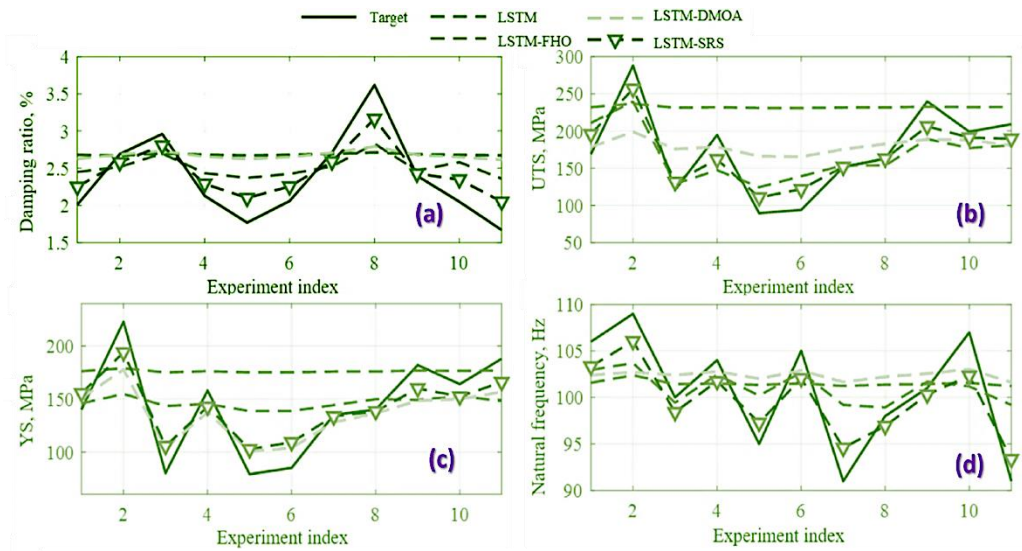 Target
LSTM
LSTM-DMOA
LSTM-FHO
LSTM-SRS
Damping ratio, %
4
3.5
3
2.5
2
1.5
2
4
6
8
10
Experiment index
(a)
UTS, MPa
300
250
200
150
100
50
2
4
6
8
10
Experiment index
(b)
YS, MPa
200
150
100
2
4
6
8
10
Experiment index
(c)
Natural frequency, Hz
110
105
100
95
90
2
4
6
8
10
Experiment index
(d)